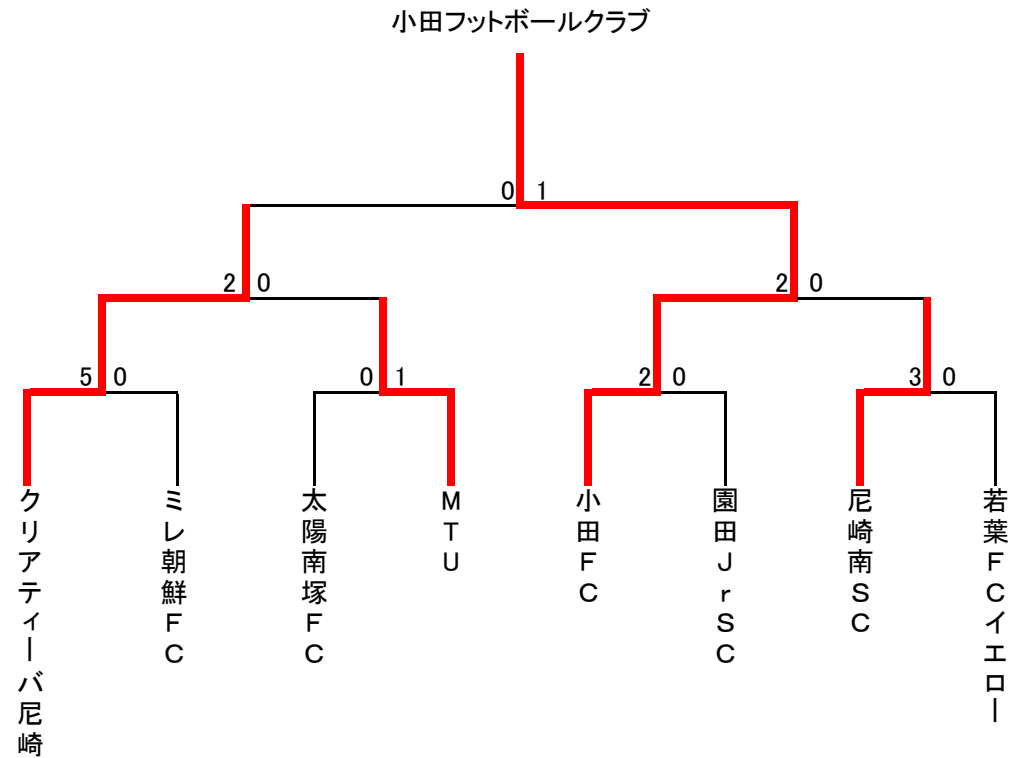 小田フットボールクラブ
0 1
2 0
2 0
5 0
0 1
2 0
3 0
クリアティーバ尼崎
ミレ朝鮮FC
太陽南塚FC
MTU
小田FC
園田JrSC
尼崎南SC
若葉FCイエロー